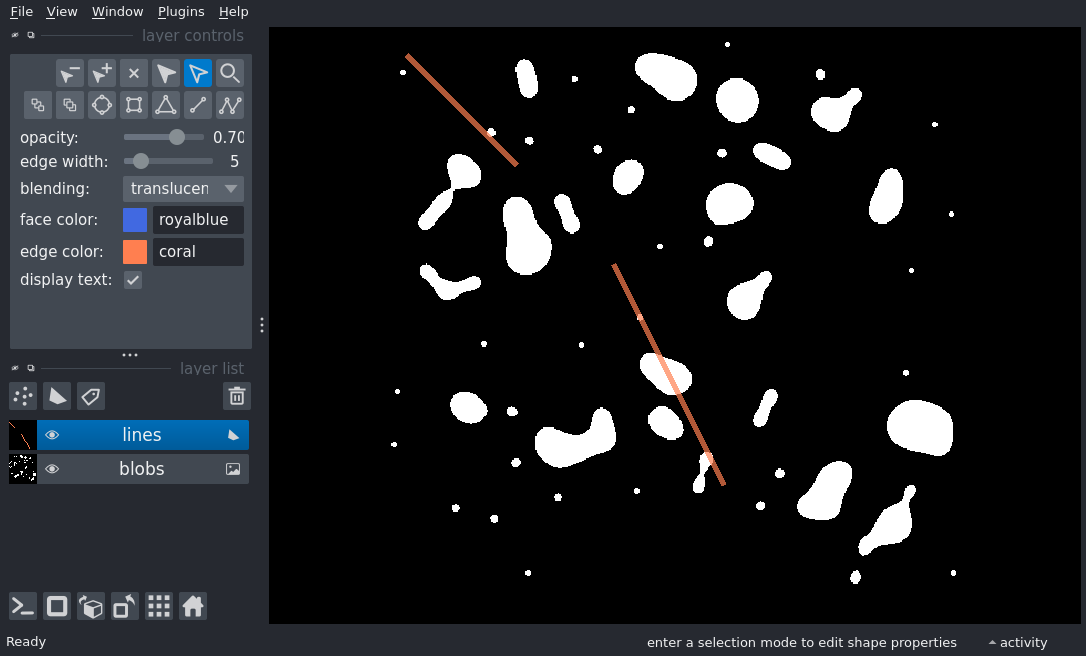 File View Window Plugins Help
layer controls
opacity: 0.70
edge width: 5
blending: translucen
face color: royalblue
edge color: coral
display text:
layer list
lines
blobs
Ready enter a selection mode to edit shape properties activity